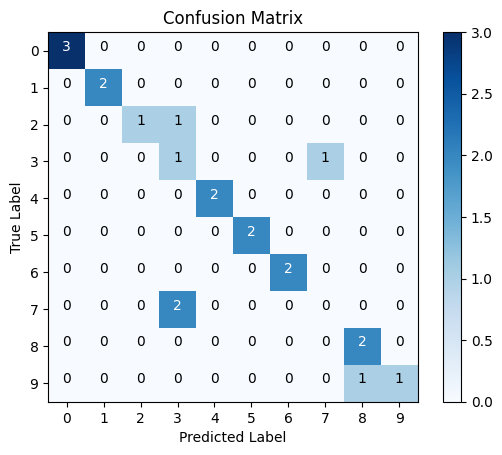 Confusion Matrix
0 3 0 0 0 0 0 0 0 0 0
1 0 2 0 0 0 0 0 0 0 0
2 0 0 1 1 0 0 0 0 0 0
3 0 0 0 1 0 0 0 1 0 0
4 0 0 0 0 2 0 0 0 0 0
5 0 0 0 0 0 2 0 0 0 0
6 0 0 0 0 0 0 2 0 0 0
7 0 0 0 2 0 0 0 0 0 0
8 0 0 0 0 0 0 0 0 2 0
9 0 0 0 0 0 0 0 0 1 1
0 1 2 3 4 5 6 7 8 9
Predicted Label
True Label
3.0
2.5
2.0
1.5
1.0
0.5
0.0